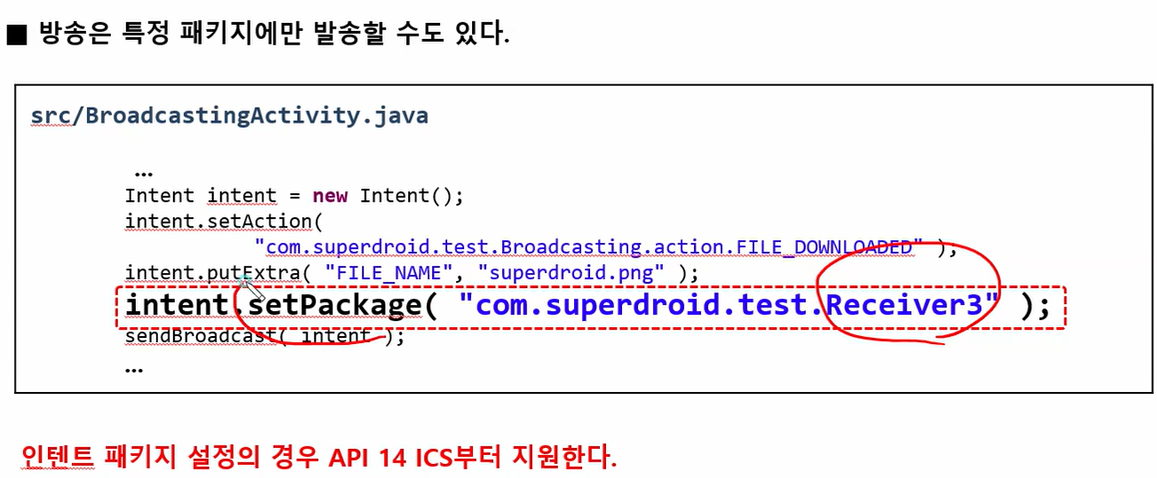 ■ 방송은 특정 패키지에만 발송할 수도 있다.
src/BroadcastingActivity.java
...
Intent intent = new Intent();
intent.setAction(
"com.superdroid.test.Broadcasting.action.FILE_DOWNLOADED" );
intent.putExtra( "FILE_NAME", "superdroid.png" );
intent.setPackage( "com.superdroid.test.Receiver3" );
sendBroadcast( intent );
...
인텐트 패키지 설정의 경우 API 14 ICS부터 지원한다.